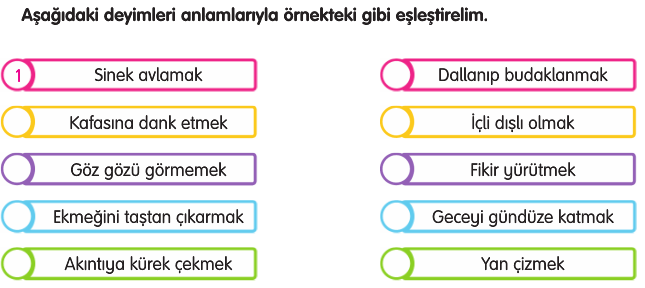 Aşağıdaki deyimleri anlamlarıyla örnekteki gibi eşleştirelim.
1 Sinek avlamak
Dallanıp budaklanmak
Kafasına dank etmek
İçli dışlı olmak
Göz gözü görmemek
Fikir yürütmek
Ekmeğini taştan çıkarmak
Geceyi gündüze katmak
Akıntıya kürek çekmek
Yan çizmek